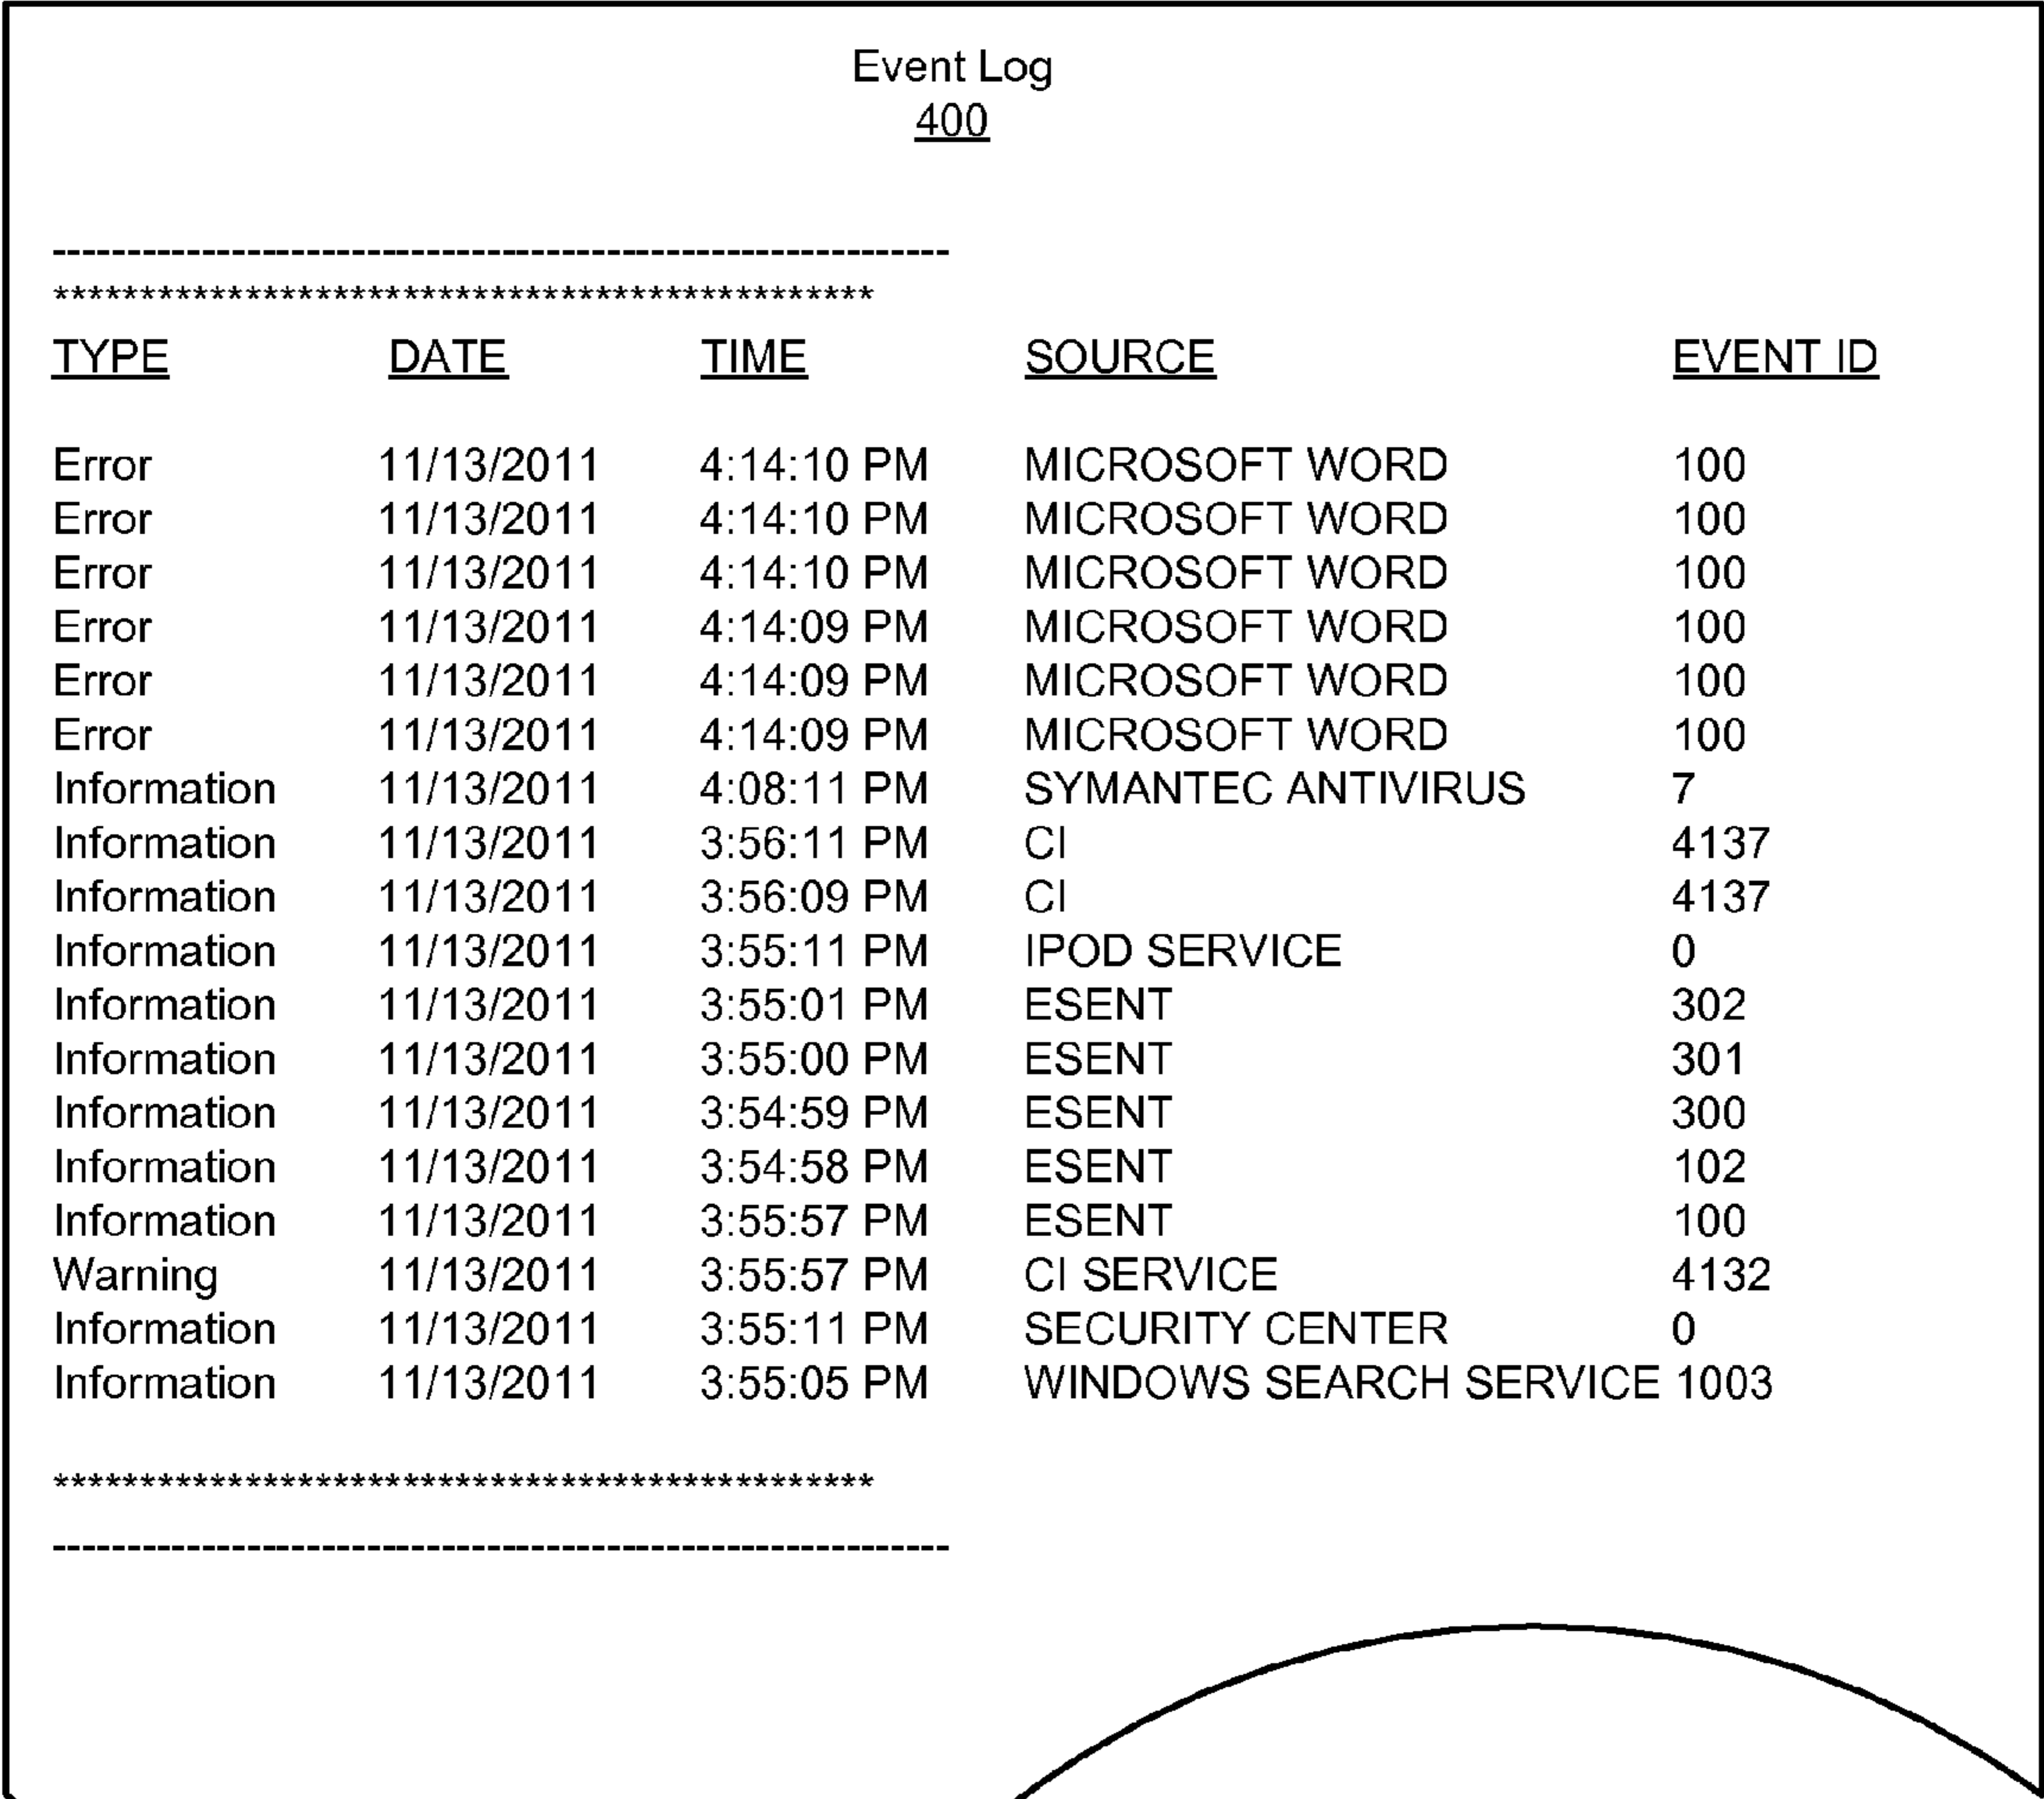 Event Log
400
------------------------------------------------------------
***********************************************
TYPE DATE TIME SOURCE EVENT ID
Error 11/13/2011 4:14:10 PM MICROSOFT WORD 100
Error 11/13/2011 4:14:10 PM MICROSOFT WORD 100
Error 11/13/2011 4:14:10 PM MICROSOFT WORD 100
Error 11/13/2011 4:14:09 PM MICROSOFT WORD 100
Error 11/13/2011 4:14:09 PM MICROSOFT WORD 100
Error 11/13/2011 4:14:09 PM MICROSOFT WORD 100
Information 11/13/2011 4:08:11 PM SYMANTEC ANTIVIRUS 7
Information 11/13/2011 3:56:11 PM CI 4137
Information 11/13/2011 3:56:09 PM CI 4137
Information 11/13/2011 3:55:11 PM IPOD SERVICE 0
Information 11/13/2011 3:55:01 PM ESENT 302
Information 11/13/2011 3:55:00 PM ESENT 301
Information 11/13/2011 3:54:59 PM ESENT 300
Information 11/13/2011 3:54:58 PM ESENT 102
Information 11/13/2011 3:55:57 PM ESENT 100
Warning 11/13/2011 3:55:57 PM CI SERVICE 4132
Information 11/13/2011 3:55:11 PM SECURITY CENTER 0
Information 11/13/2011 3:55:05 PM WINDOWS SEARCH SERVICE 1003
***********************************************
------------------------------------------------------------